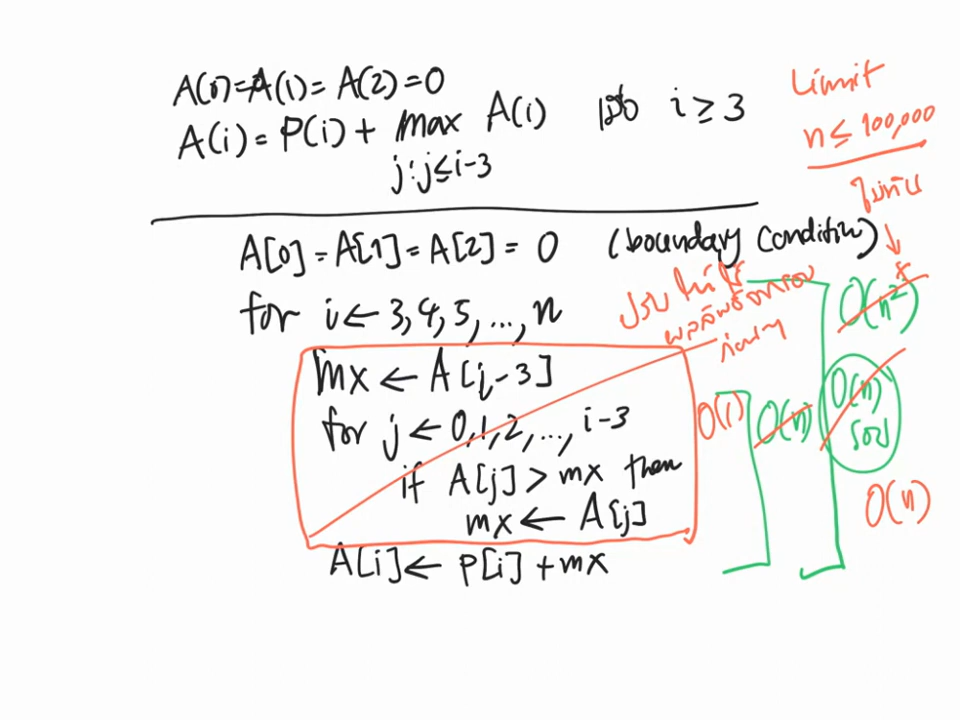 A(0)=A(1)=A(2)=0
A(i)= P(i)+ max A(i) เมื่อ i ≥ 3
j:j≤i-3
Limit
n ≤ 100,000
ไม่ทัน
A[0]=A[1]=A[2]= 0 (boundary condition)
for i ← 3,4,5,...,n
ปรับให้ใช้
ผลลัพธ์จากรอบ
ก่อนๆ
O(n²)
mx ← A[i-3]
for j ← 0,1,2,..., i-3
if A[j] > mx then
mx ← A[j]
O(1)
O(n)
O(n)
รอบ
O(n)
A[i] ← P[i] + mx